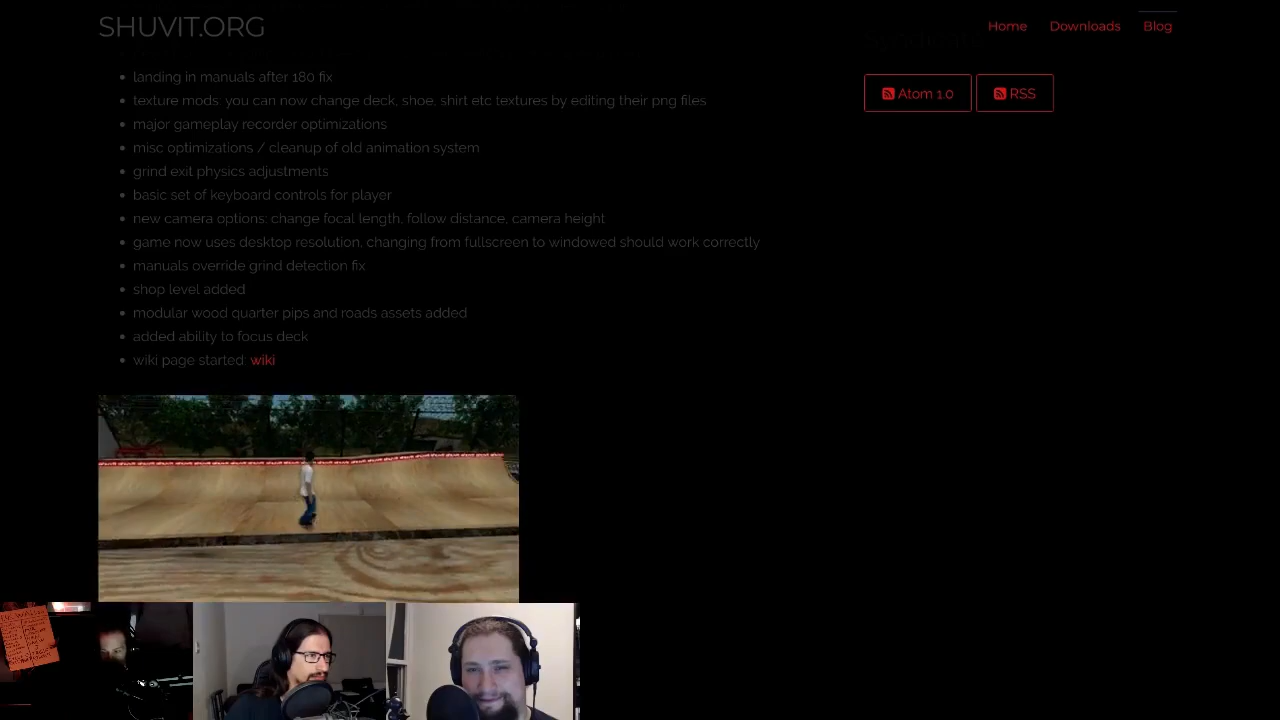 SHUVIT.ORG
Home
Downloads
Blog
landing in manuals after 180 fix
texture mods: you can now change deck, shoe, shirt etc textures by editing their png files
major gameplay recorder optimizations
misc optimizations / cleanup of old animation system
grind exit physics adjustments
basic set of keyboard controls for player
new camera options: change focal length, follow distance, camera height
game now uses desktop resolution, changing from fullscreen to windowed should work correctly
manuals override grind detection fix
shop level added
modular wood quarter pips and roads assets added
added ability to focus deck
wiki page started: wiki
Atom 1.0
RSS